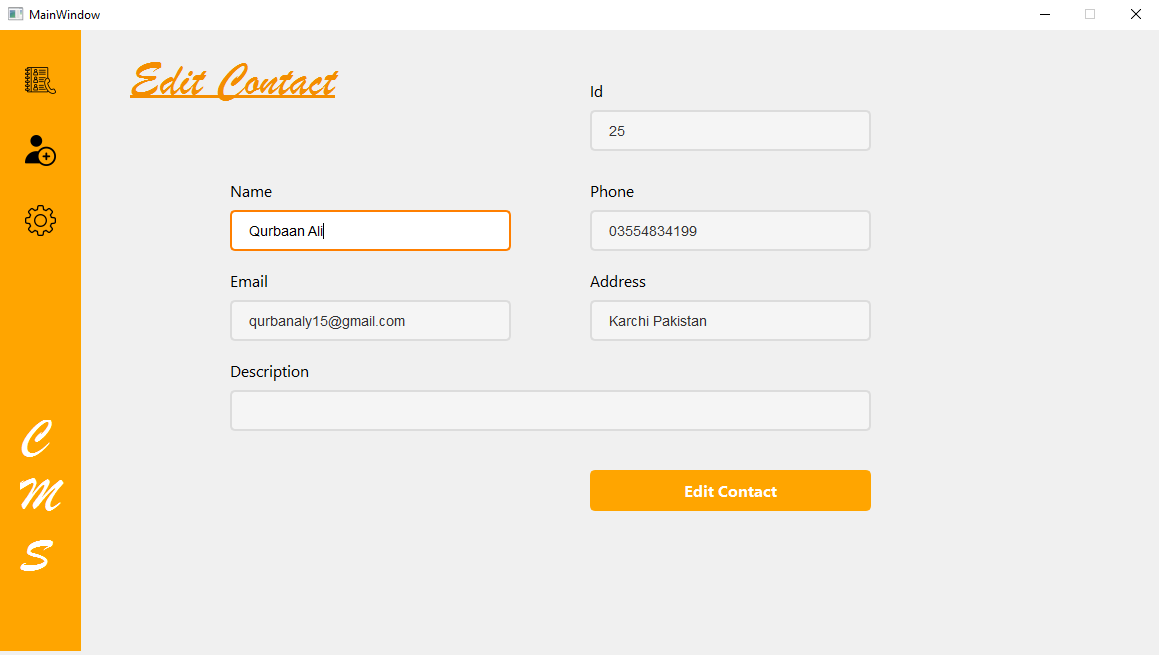 MainWindow
Edit Contact
Id
25
Name
Phone
Qurbaan Ali
03554834199
Email
Address
qurbanaly15@gmail.com
Karchi Pakistan
Description
Edit Contact
C
M
S